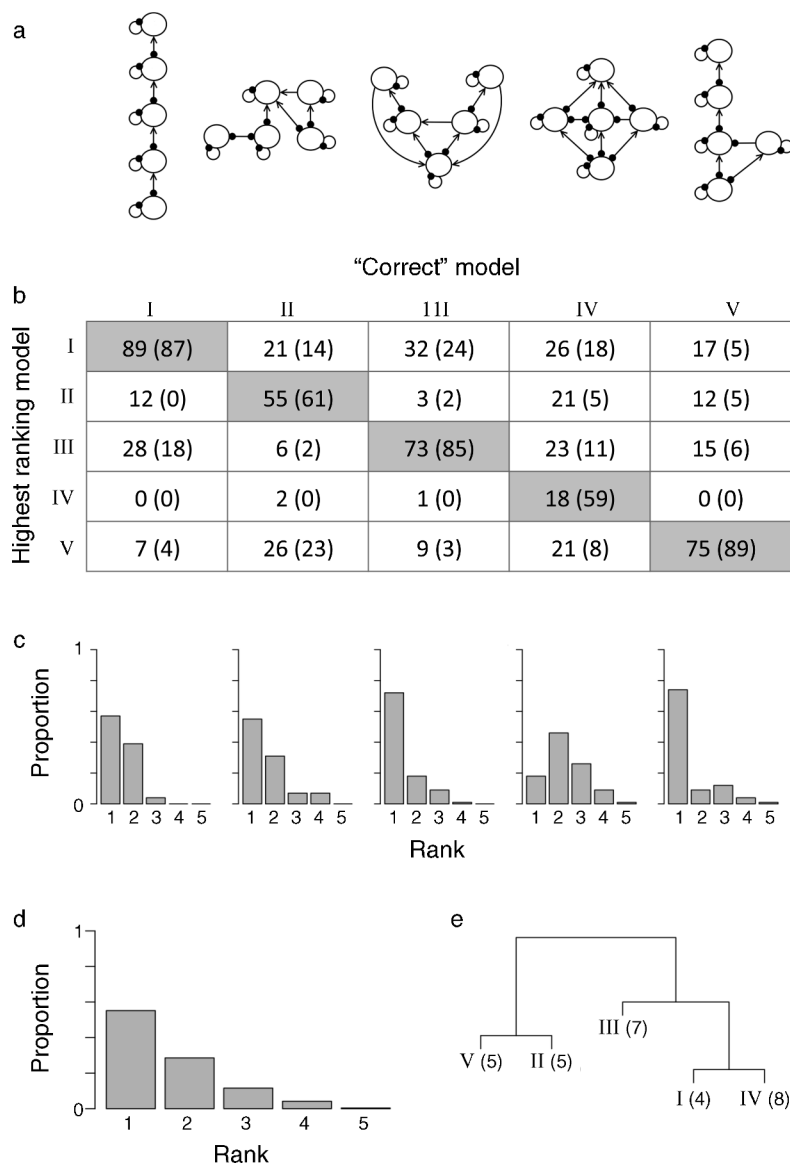 a
"Correct" model
b
I II 11I IV V
Highest ranking model
I 89 (87) 21 (14) 32 (24) 26 (18) 17 (5)
II 12 (0) 55 (61) 3 (2) 21 (5) 12 (5)
III 28 (18) 6 (2) 73 (85) 23 (11) 15 (6)
IV 0 (0) 2 (0) 1 (0) 18 (59) 0 (0)
V 7 (4) 26 (23) 9 (3) 21 (8) 75 (89)
c
1
Proportion
0
1 2 3 4 5 1 2 3 4 5 1 2 3 4 5 1 2 3 4 5 1 2 3 4 5
Rank
d
1
Proportion
0
1 2 3 4 5
Rank
e
III (7)
V (5) II (5)
I (4) IV (8)